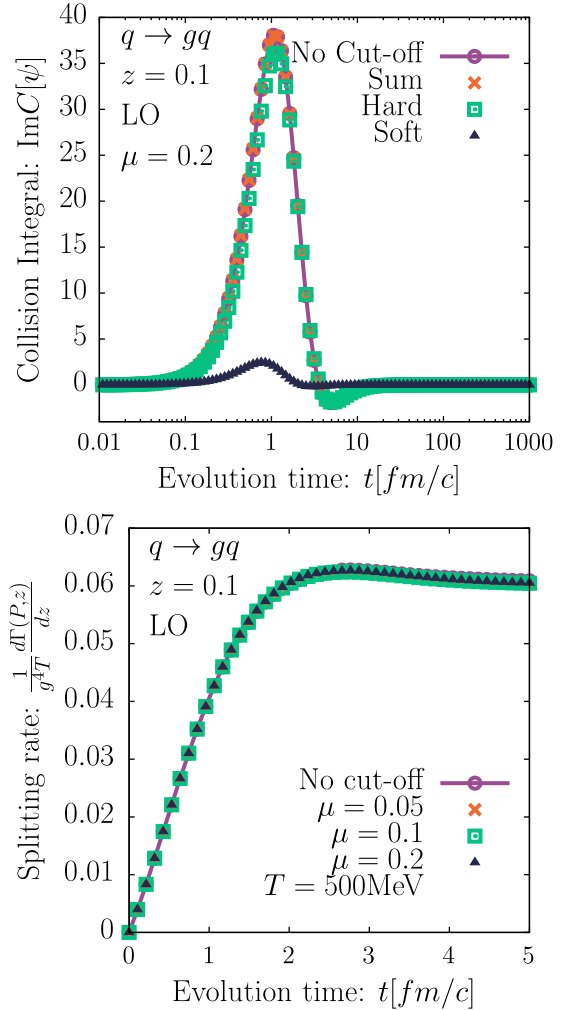 40
35
30
25
20
15
10
5
0
Collision Integral: ImC[ψ]
q → gq
z = 0.1
LO
μ = 0.2
No Cut-off
Sum
Hard
Soft
0.01 0.1 1 10 100 1000
Evolution time: t[fm/c]
0.07
0.06
0.05
0.04
0.03
0.02
0.01
0
Splitting rate: 1/g⁴T dΓ(P,z)/dz
q → gq
z = 0.1
LO
No cut-off
μ = 0.05
μ = 0.1
μ = 0.2
T = 500MeV
0 1 2 3 4 5
Evolution time: t[fm/c]